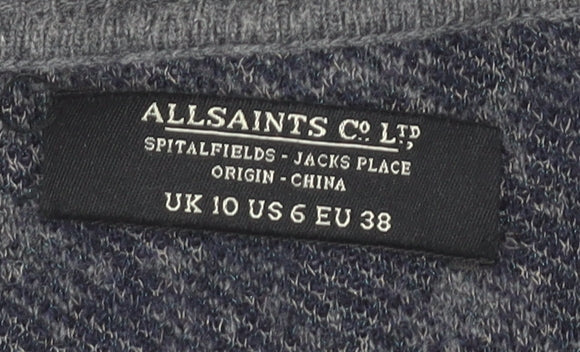 ALLSAINTS Cº LTD,
SPITALFIELDS - JACKS PLACE
ORIGIN - CHINA
UK 10 US 6 EU 38